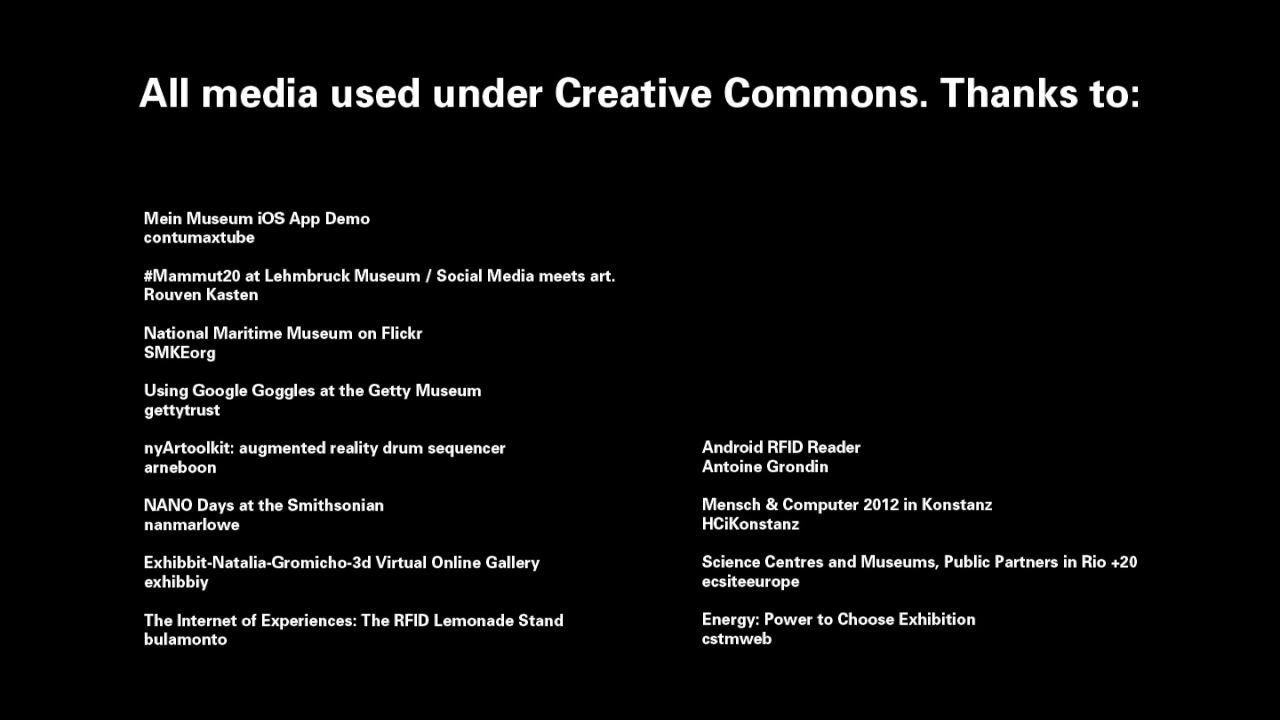 All media used under Creative Commons. Thanks to:
Mein Museum iOS App Demo
contumaxtube
#Mammut20 at Lehmbruck Museum / Social Media meets art.
Rouven Kasten
National Maritime Museum on Flickr
SMKEorg
Using Google Goggles at the Getty Museum
gettytrust
nyArtoolkit: augmented reality drum sequencer
arneboon
NANO Days at the Smithsonian
nanmarlowe
Exhibbit-Natalia-Gromicho-3d Virtual Online Gallery
exhibbiy
The Internet of Experiences: The RFID Lemonade Stand
bulamonto
Android RFID Reader
Antoine Grondin
Mensch & Computer 2012 in Konstanz
HCiKonstanz
Science Centres and Museums, Public Partners in Rio +20
ecsiteeurope
Energy: Power to Choose Exhibition
cstmweb